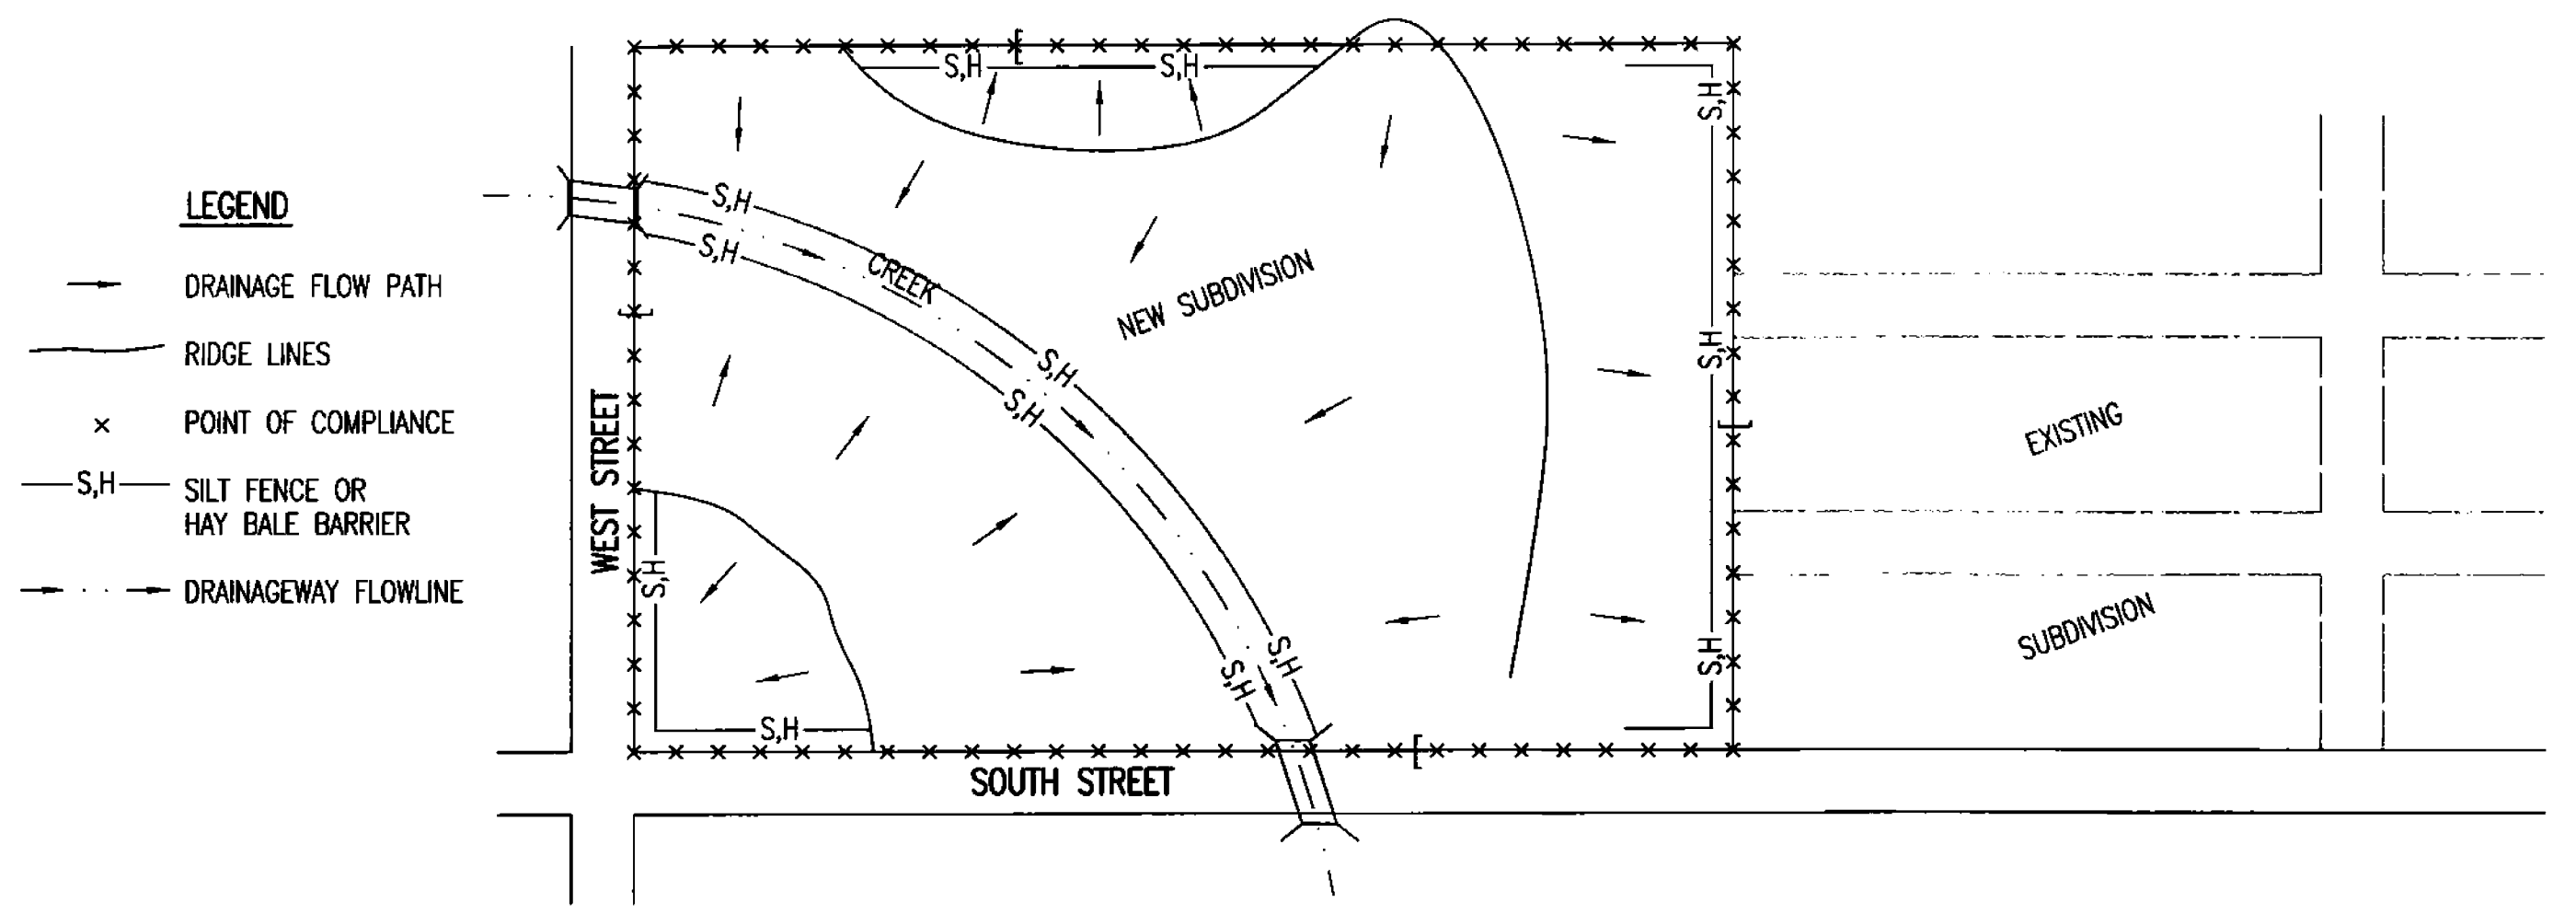 S,H
S,H
S,H
LEGEND
S,H
S,H
CREEK
DRAINAGE FLOW PATH
NEW SUBDIVISION
RIDGE LINES
S,H
S,H
S,H
POINT OF COMPLIANCE
WEST STREET
EXISTING
S,H
SILT FENCE OR
HAY BALE BARRIER
S,H
DRAINAGEWAY FLOWLINE
SUBDIVISION
S,H
S,H
S,H
S,H
SOUTH STREET